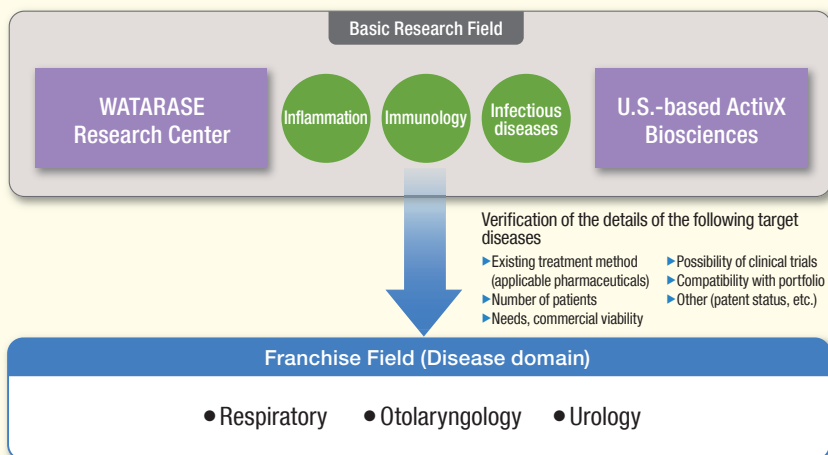 Basic Research Field
WATARASE
Research Center
Inflammation
Immunology
Infectious
diseases
U.S.-based ActivX
Biosciences
Verification of the details of the following target
diseases
▶Existing treatment method
(applicable pharmaceuticals)
▶Number of patients
▶Needs, commercial viability
▶Possibility of clinical trials
▶Compatibility with portfolio
▶Other (patent status, etc.)
Franchise Field (Disease domain)
●Respiratory ●Otolaryngology ●Urology